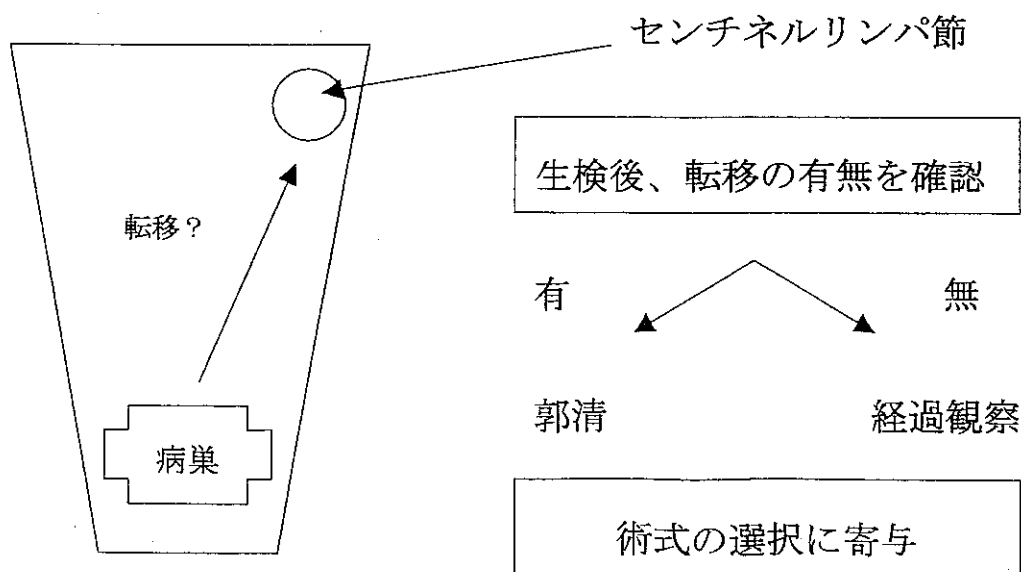 センチネルリンパ節
生検後、転移の有無を確認
転移？
有
無
郭清
経過観察
病巣
術式の選択に寄与